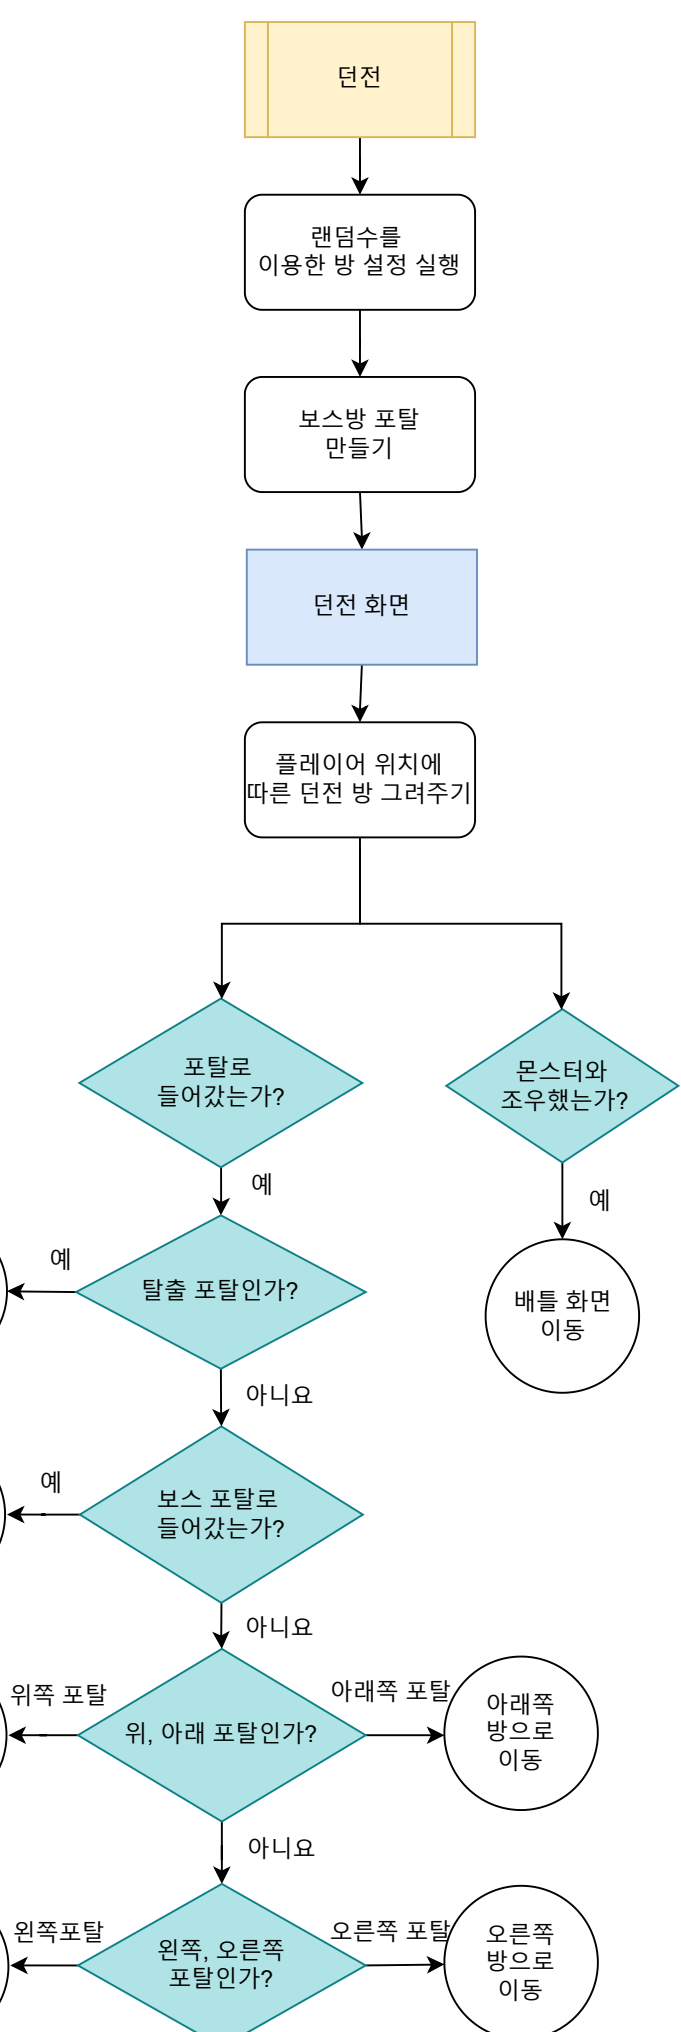 던전
랜덤수를
이용한 방 설정 실행
보스방 포탈
만들기
던전 화면
플레이어 위치에
따른 던전 방 그려주기
포탈로
들어갔는가?
몬스터와
조우했는가?
예
예
탈출 포탈인가?
예
배틀 화면
이동
아니요
보스 포탈로
들어갔는가?
예
아니요
위쪽 포탈
위, 아래 포탈인가?
아래쪽 포탈
아래쪽
방으로
이동
아니요
왼쪽포탈
왼쪽, 오른쪽
포탈인가?
오른쪽 포탈
오른쪽
방으로
이동